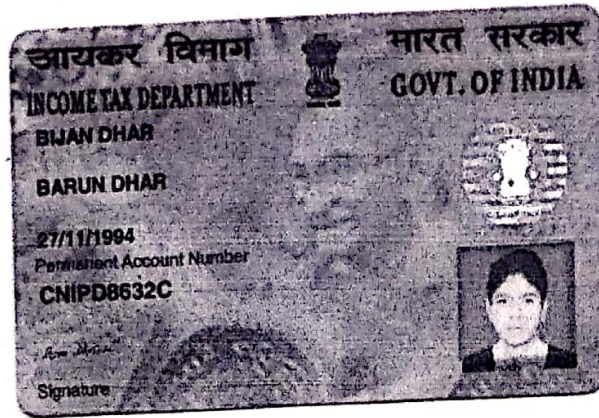 आयकर विभाग
भारत सरकार
INCOME TAX DEPARTMENT
GOVT. OF INDIA
BIJAN DHAR
BARUN DHAR
27/11/1994
Permanent Account Number
CNIPD8632C
Signature